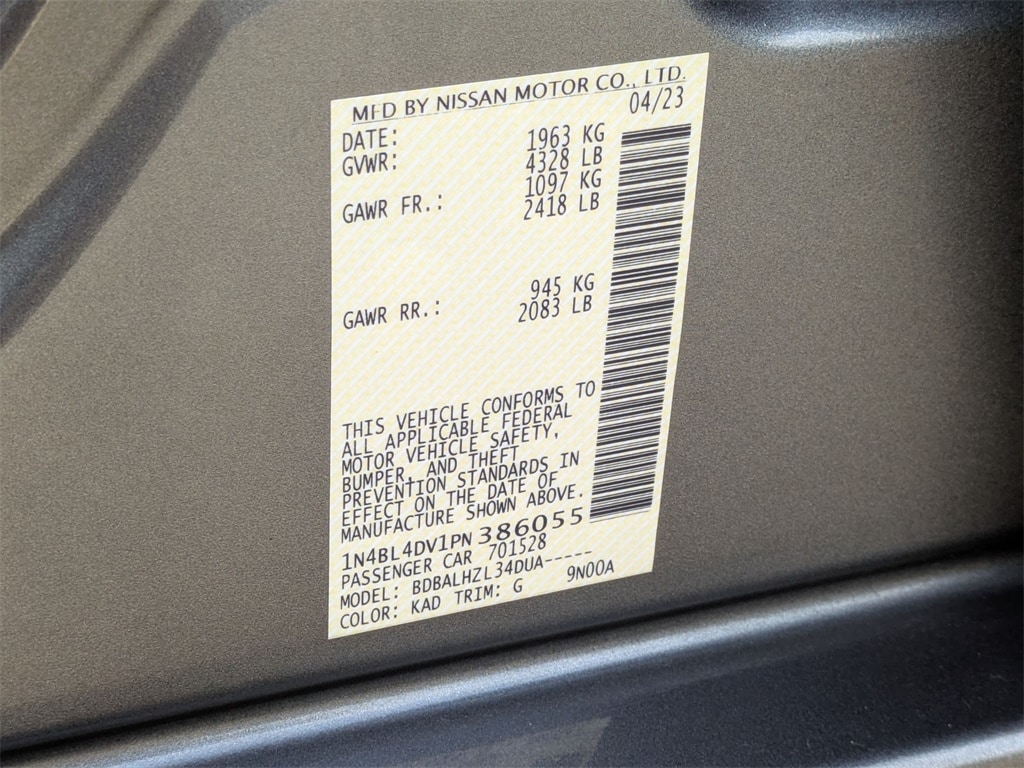 MFD BY NISSAN MOTOR CO., LTD.
DATE: 04/23
GVWR: 1963 KG
4328 LB
GAWR FR.: 1097 KG
2418 LB
GAWR RR.: 945 KG
2083 LB
THIS VEHICLE CONFORMS TO
ALL APPLICABLE FEDERAL
MOTOR VEHICLE SAFETY,
BUMPER, AND THEFT
PREVENTION STANDARDS IN
EFFECT ON THE DATE OF
MANUFACTURE SHOWN ABOVE.
1N4BL4DV1PN 386055
PASSENGER CAR 701528
MODEL: BDBALHZL34DUA-----
COLOR: KAD TRIM: G 9N00A